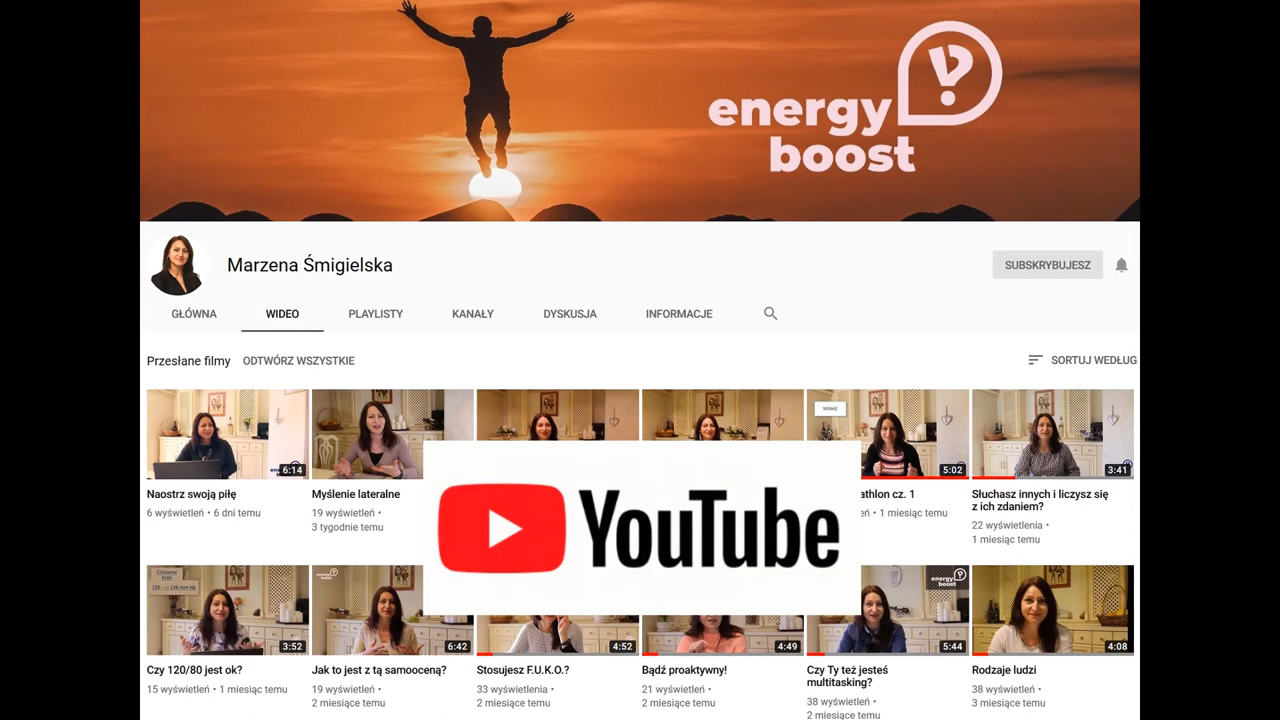 energy
boost
Marzena Śmigielska
SUBSKRYBUJESZ
GŁÓWNA
WIDEO
PLAYLISTY
KANAŁY
DYSKUSJA
INFORMACJE
Przesłane filmy
ODTWÓRZ WSZYSTKIE
SORTUJ WEDŁUG
6:14
Miłość
5:02
3:41
Naostrz swoją piłę
6 wyświetleń • 6 dni temu
Myślenie lateralne
19 wyświetleń •
3 tygodnie temu
YouTube
athlon cz. 1
• 1 miesiąc temu
Słuchasz innych i liczysz się
z ich zdaniem?
22 wyświetlenia •
1 miesiąc temu
Ciśnienie
krwi
3:52
6:42
4:52
4:49
energy
boost
5:44
4:08
Czy 120/80 jest ok?
15 wyświetleń • 1 miesiąc temu
Jak to jest z tą samooceną?
19 wyświetleń •
2 miesiące temu
Stosujesz F.U.K.O.?
33 wyświetlenia •
2 miesiące temu
Bądź proaktywny!
21 wyświetleń •
2 miesiące temu
Czy Ty też jesteś
multitasking?
38 wyświetleń •
2 miesiące temu
Rodzaje ludzi
38 wyświetleń •
3 miesiące temu